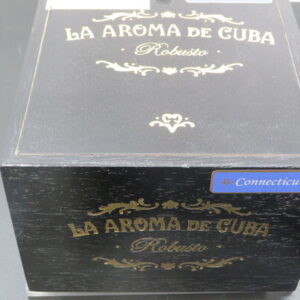 LA AROMA DE CUBA
Robusto
Connecticu
LA AROMA DE CUBA
Robusto